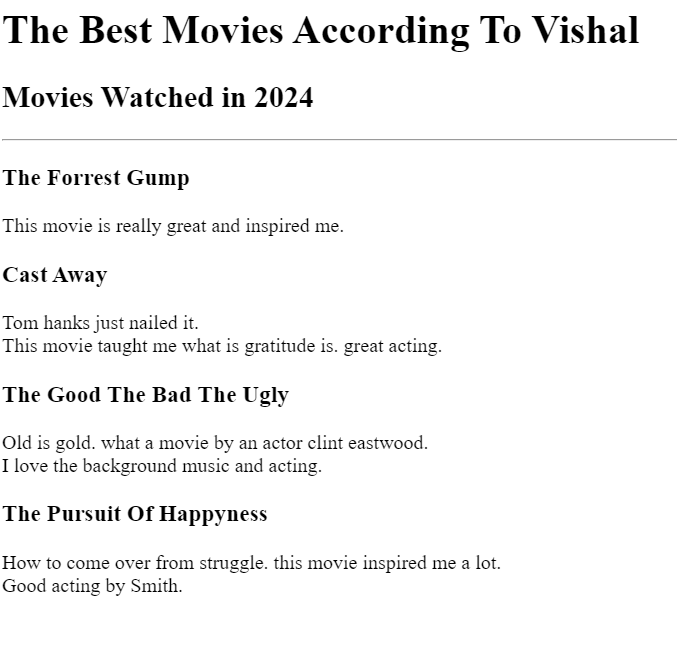 The Best Movies According To Vishal
Movies Watched in 2024
The Forrest Gump
This movie is really great and inspired me.
Cast Away
Tom hanks just nailed it.
This movie taught me what is gratitude is. great acting.
The Good The Bad The Ugly
Old is gold. what a movie by an actor clint eastwood.
I love the background music and acting.
The Pursuit Of Happyness
How to come over from struggle. this movie inspired me a lot.
Good acting by Smith.